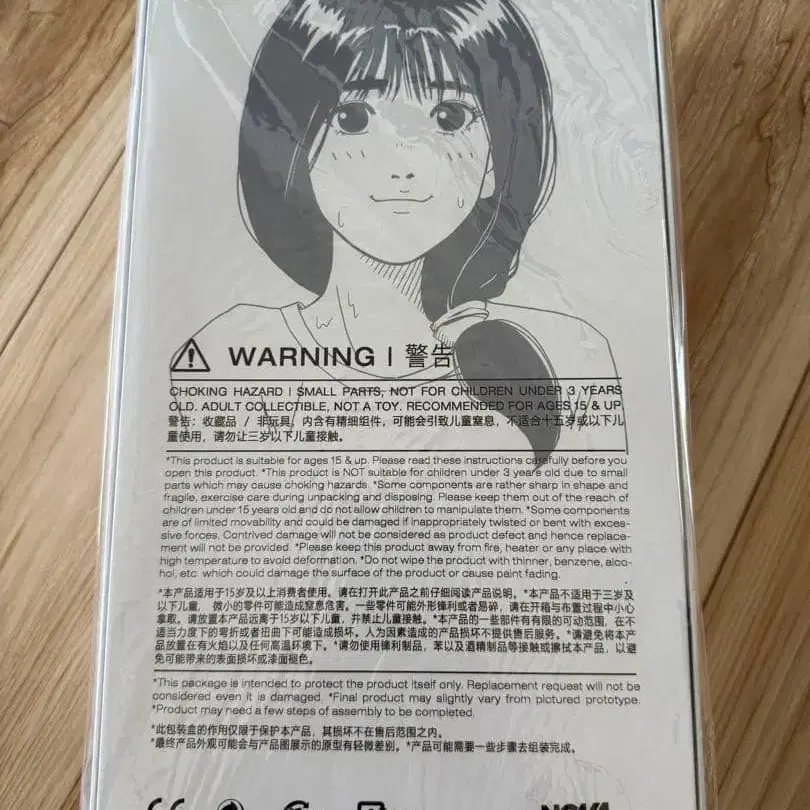 WARNING | 警告
CHOKING HAZARD | SMALL PARTS, NOT FOR CHILDREN UNDER 3 YEARS
OLD. ADULT COLLECTIBLE, NOT A TOY. RECOMMENDED FOR AGES 15 & UP.
警告：收藏品 / 非玩具，内含有精细组件，可能会引致儿童窒息，不适合十五岁或以下儿
童使用，请勿让三岁以下儿童接触。
*This product is suitable for ages 15 & up. Please read these instructions carefully before you
open this product. *This product is NOT suitable for children under 3 years old due to small
parts which may cause choking hazards. *Some components are rather sharp in shape and
fragile, exercise care during unpacking and disposing. Please keep them out of the reach of
children under 15 years old and do not allow children to manipulate them. *Some components
are of limited movability and could be damaged if inappropriately twisted or bent with exces-
sive forces. Contrived damage will not be considered as product defect and hence replace-
ment will not be provided. *Please keep this product away from fire, heater or any place with
high temperature to avoid deformation. *Do not wipe the product with thinner, benzene, alco-
hol, etc. which could damage the surface of the product or cause paint fading.
*本产品适用于15岁及以上消费者使用。请在打开此产品之前仔细阅读产品说明。*本产品不适用于三岁及
以下儿童，微小的零件可能造成窒息危害。一些零件可能外形锋利或者易碎，请在开箱与布置过程中小心
拿取。请放置本产品远离于15岁以下儿童，并禁止儿童接触。*本产品的一些部件有有限的可动范围，在不
适当力度下的弯折或者扭曲下可能造成损坏。人为因素造成的产品损坏不提供售后服务。*请避免将本产
品放置在有火焰以及任何高温环境下。*请勿使用锋利制品，苯以及酒精制品等接触或擦拭本产品，以避
免可能带来的表面损坏或漆面褪色。
*This package is intended to protect the product itself only. Replacement request will not be
considered even it is damaged. *Final product may slightly vary from pictured prototype.
*Product may need a few steps of assembly to be completed.
*此包装盒的作用仅限于保护本产品，其损坏不在售后范围之内。
*最终产品外观可能会与产品图展示的原型有轻微差别。*产品可能需要一些步骤去组装完成。
CE